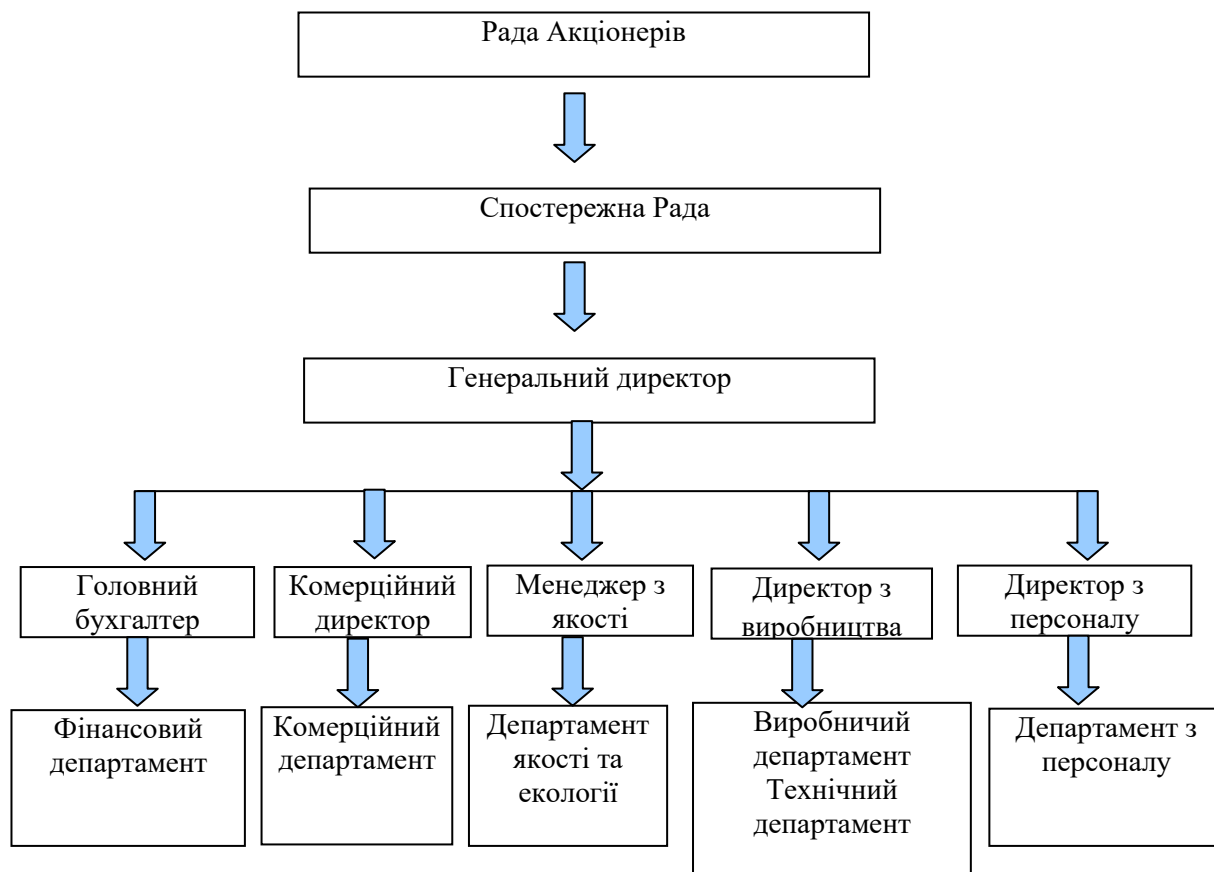 Рада Акціонерів
Спостережна Рада
Генеральний директор
Головний
бухгалтер
Комерційний
директор
Менеджер з
якості
Директор з
виробництва
Директор з
персоналу
Фінансовий
департамент
Комерційний
департамент
Департамент
якості та
екології
Виробничий
департамент
Технічний
департамент
Департамент з
персоналу